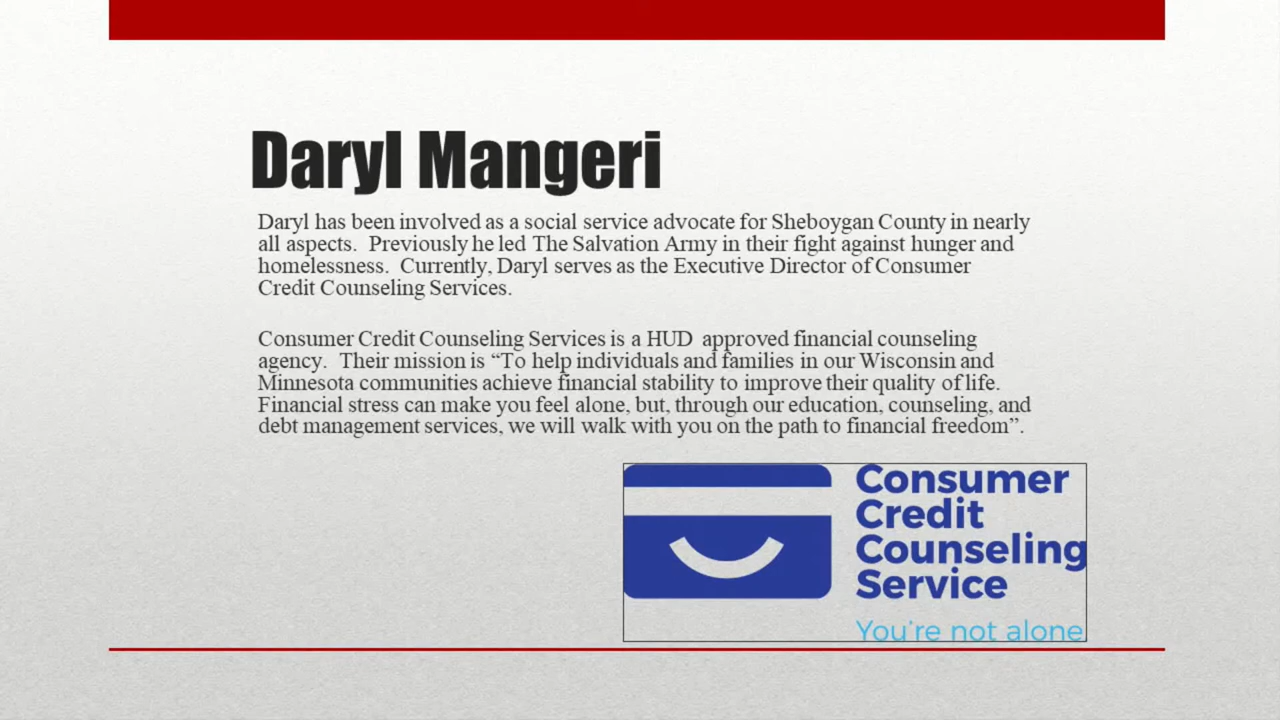 Daryl Mangeri
Daryl has been involved as a social service advocate for Sheboygan County in nearly
all aspects.  Previously he led The Salvation Army in their fight against hunger and
homelessness.  Currently, Daryl serves as the Executive Director of Consumer
Credit Counseling Services.
Consumer Credit Counseling Services is a HUD  approved financial counseling
agency.  Their mission is “To help individuals and families in our Wisconsin and
Minnesota communities achieve financial stability to improve their quality of life.
Financial stress can make you feel alone, but, through our education, counseling, and
debt management services, we will walk with you on the path to financial freedom”.
Consumer
Credit
Counseling
Service
You're not alone